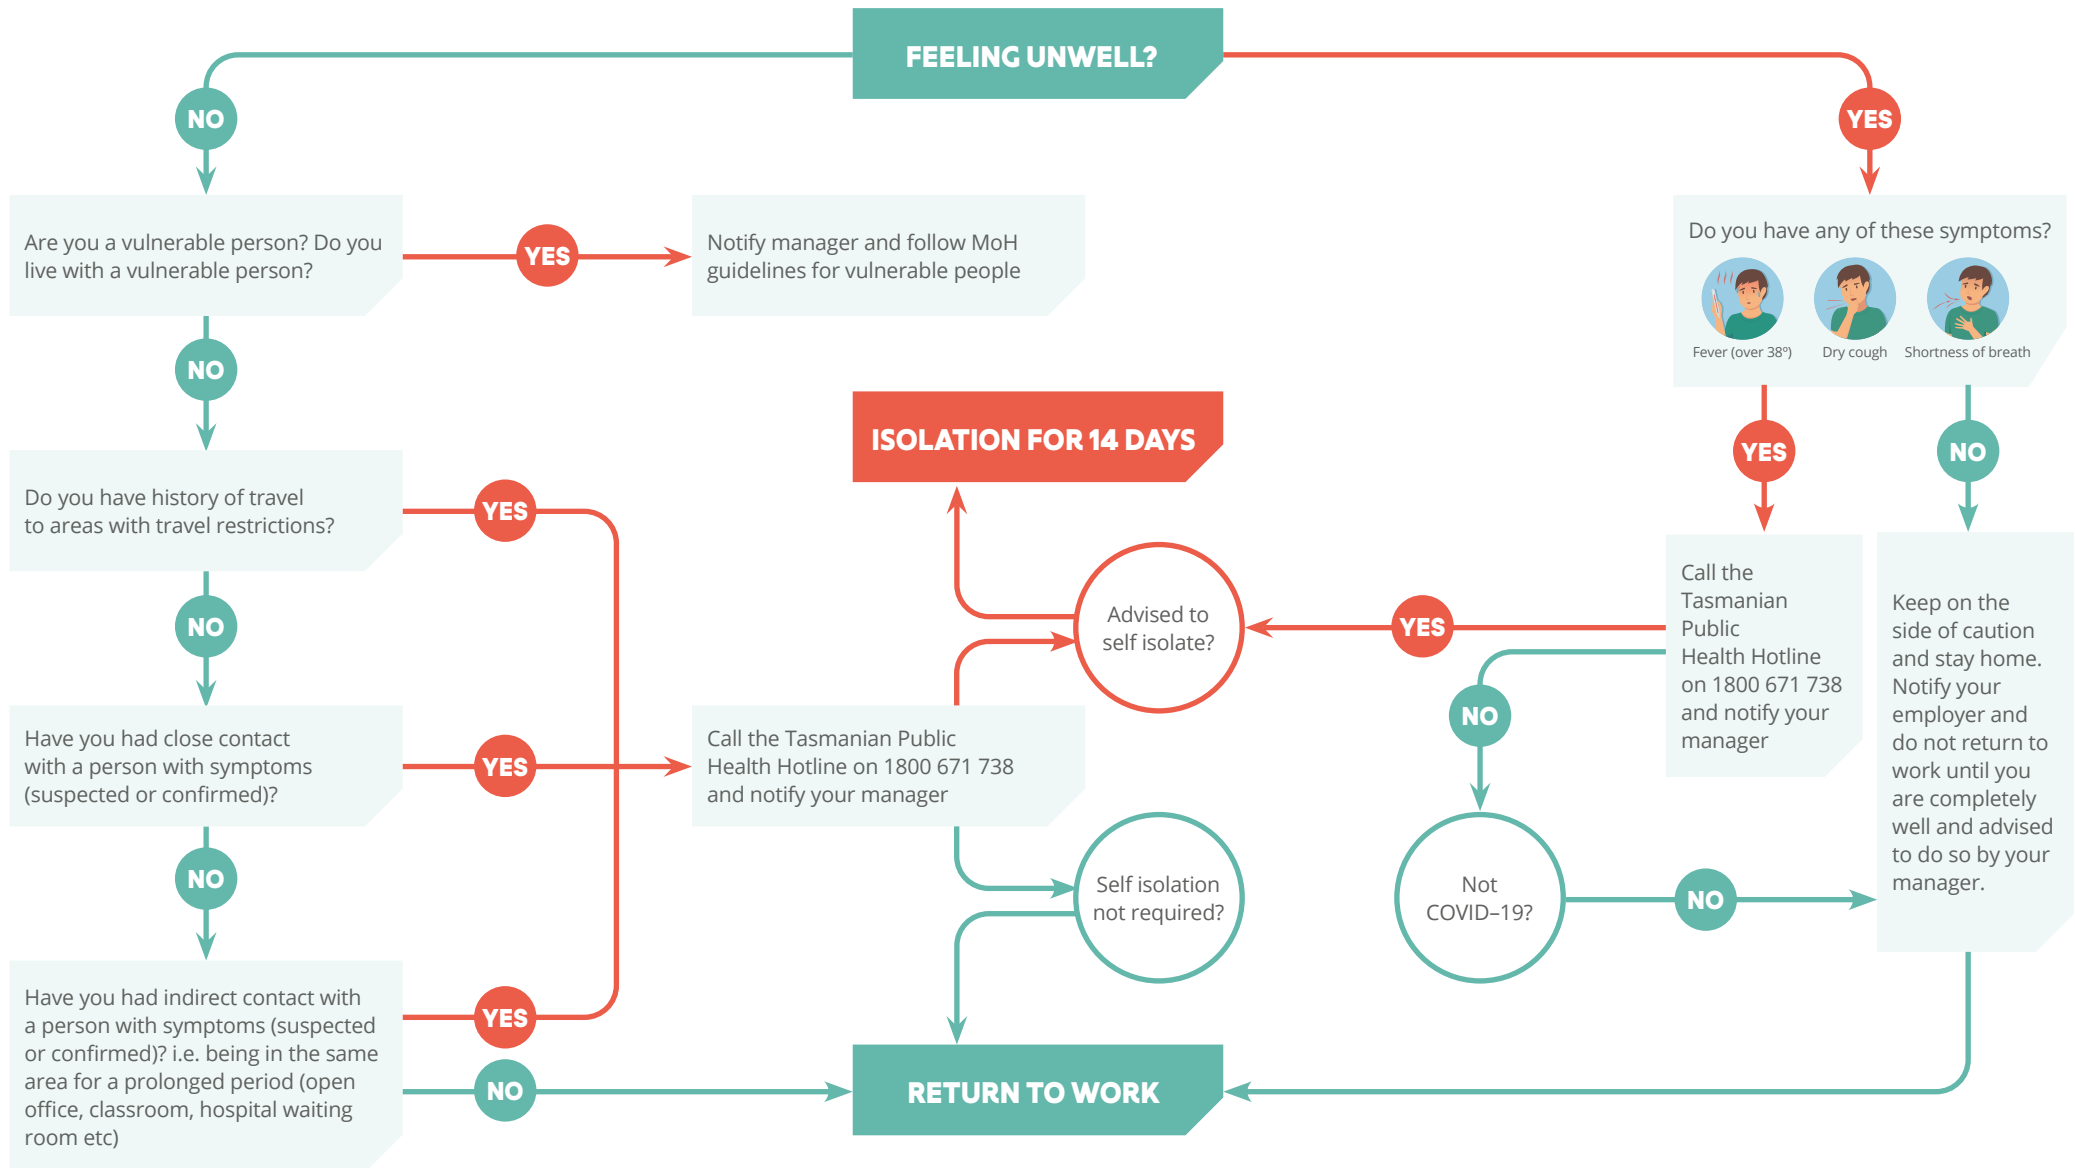 FEELING UNWELL?
NO
YES
Are you a vulnerable person? Do you
live with a vulnerable person?
YES
Notify manager and follow MoH
guidelines for vulnerable people
Do you have any of these symptoms?
Fever (over 38º)
Dry cough
Shortness of breath
NO
ISOLATION FOR 14 DAYS
YES
NO
Do you have history of travel
to areas with travel restrictions?
YES
Advised to
self isolate?
YES
Call the
Tasmanian
Public
Health Hotline
on 1800 671 738
and notify your
manager
Keep on the
side of caution
and stay home.
Notify your
employer and
do not return to
work until you
are completely
well and advised
to do so by your
manager.
NO
NO
Have you had close contact
with a person with symptoms
(suspected or confirmed)?
YES
Call the Tasmanian Public
Health Hotline on 1800 671 738
and notify your manager
NO
Self isolation
not required?
Not
COVID–19?
NO
Have you had indirect contact with
a person with symptoms (suspected
or confirmed)? i.e. being in the same
area for a prolonged period (open
office, classroom, hospital waiting
room etc)
YES
NO
RETURN TO WORK